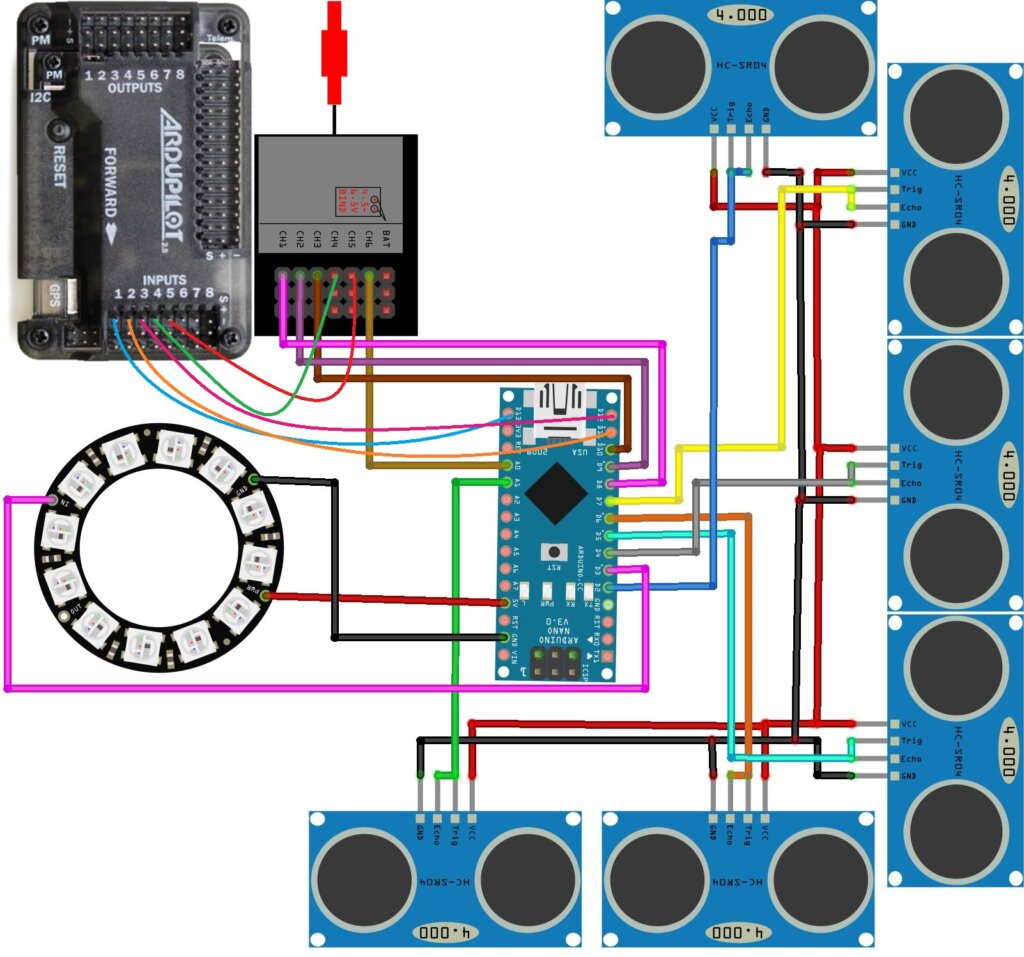 PM
S
Telem
PM
I2C
1 2 3 4 5 6 7 8
OUTPUTS
RESET
FORWARD
ARDUPILOT
2.5
S + -
GPS
INPUTS
1 2 3 4 5 6 7 8
S +
4.5-
6.5V
BIND
CH1
CH2
CH3
CH4
CH5
CH6
BAT
4.000
HC-SR04
VCC
Trig
Echo
GND
VCC
Trig
Echo
GND
HC-SR04
4.000
VCC
Trig
Echo
GND
HC-SR04
4.000
VCC
Trig
Echo
GND
HC-SR04
4.000
IN
GND
PWR
OUT
D13
3V3
A0
A1
A2
A3
A4
A5
A6
A7
5V
RST
GND
VIN
D10
D9
D8
D7
D6
D5
D4
D3
D2
GND
RST
RX0
TX1
2009
USA
RST
ARDUINO.CC
L
PWR
RX
TX
ARDUINO
NANO
V3.0
ICSP
1
GND
Echo
Trig
VCC
HC-SR04
4.000
GND
Echo
Trig
VCC
HC-SR04
4.000